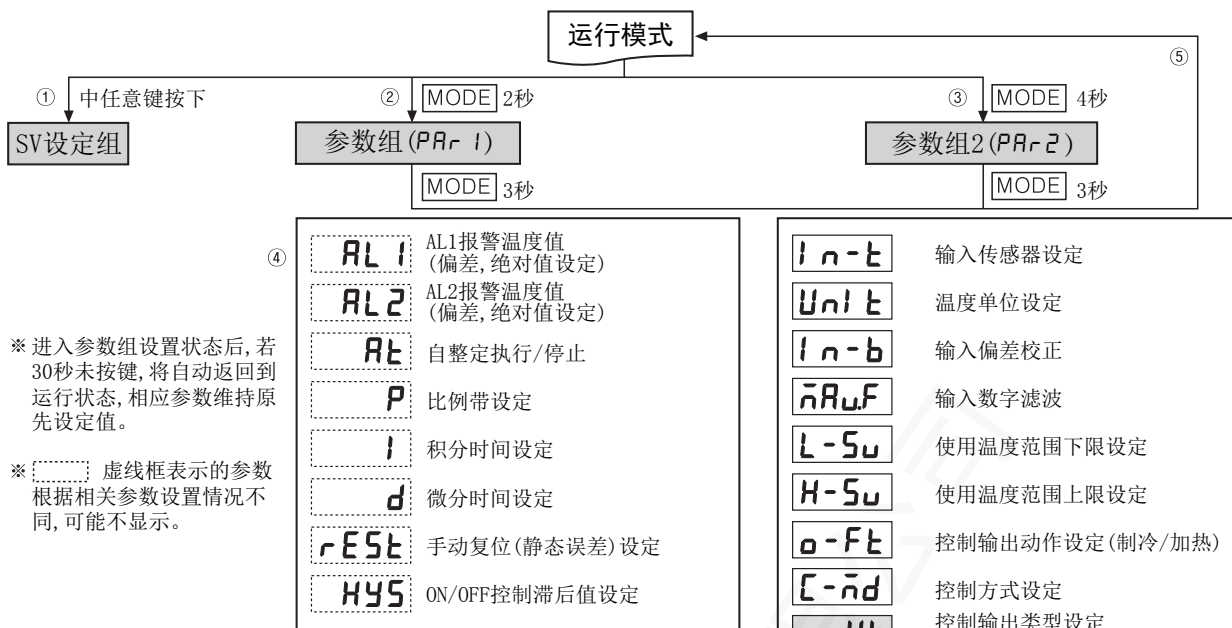 运行模式
⑤
① 中任意键按下
② MODE 2秒
③ MODE 4秒
SV设定组
参数组(PAr 1)
参数组2(PAr2)
MODE 3秒
MODE 3秒
④
AL1 AL1报警温度值
(偏差,绝对值设定)
AL2 AL2报警温度值
(偏差,绝对值设定)
At 自整定执行/停止
P 比例带设定
I 积分时间设定
d 微分时间设定
rESt 手动复位(静态误差)设定
HYS ON/OFF控制滞后值设定
※进入参数组设置状态后,若
30秒未按键,将自动返回到
运行状态,相应参数维持原
先设定值。
※ 虚线框表示的参数
根据相关参数设置情况不
同,可能不显示。
In-t 输入传感器设定
UnIt 温度单位设定
In-b 输入偏差校正
mAv.F 输入数字滤波
L-Sv 使用温度范围下限设定
H-Sv 使用温度范围上限设定
o-Ft 控制输出动作设定(制冷/加热)
C-md 控制方式设定
控制输出类型设定